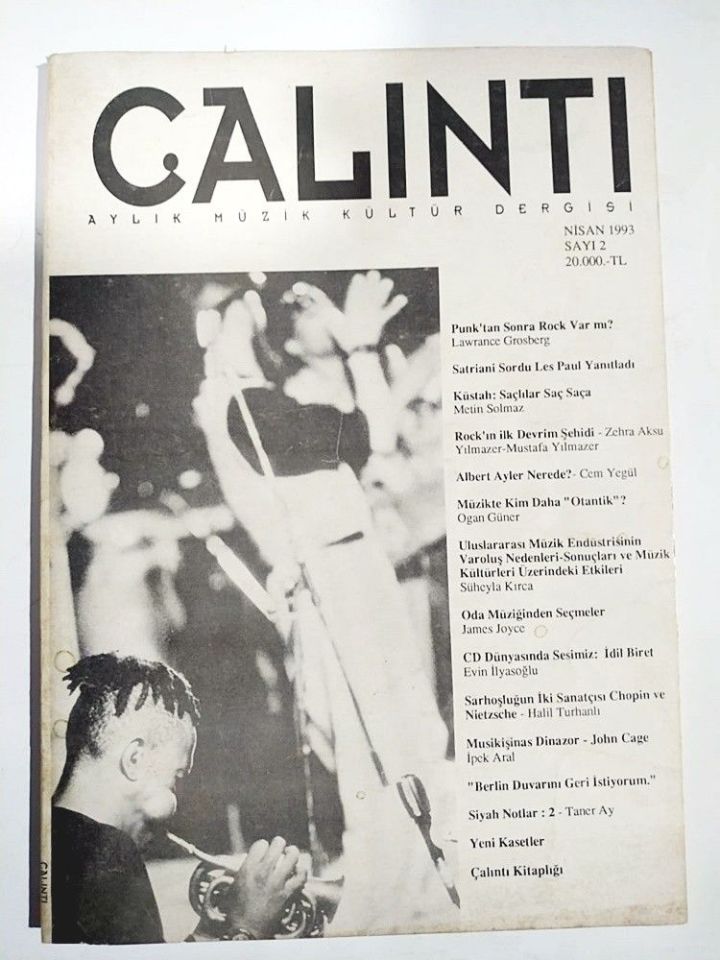 ÇALINTI
AYLIK MÜZİK KÜLTÜR DERGİSİ
NİSAN 1993
SAYI 2
20.000.-TL
Punk'tan Sonra Rock Var mı?
Lawrance Grosberg
Satriani Sordu Les Paul Yanıtladı
Küstah: Saçlılar Saç Saça
Metin Solmaz
Rock'ın ilk Devrim Şehidi - Zehra Aksu
Yılmazer-Mustafa Yılmazer
Albert Ayler Nerede?- Cem Yegül
Müzikte Kim Daha "Otantik"?
Ogan Güner
Uluslararası Müzik Endüstrisinin
Varoluş Nedenleri-Sonuçları ve Müzik
Kültürleri Üzerindeki Etkileri
Süheyla Kırca
Oda Müziğinden Seçmeler
James Joyce
CD Dünyasında Sesimiz: İdil Biret
Evin İlyasoğlu
Sarhoşluğun İki Sanatçısı Chopin ve
Nietzsche - Halil Turhanlı
Musikişinas Dinazor - John Cage
İpek Aral
"Berlin Duvarını Geri İstiyorum."
Siyah Notlar : 2 - Taner Ay
Yeni Kasetler
Çalıntı Kitaplığı
ÇALINTI